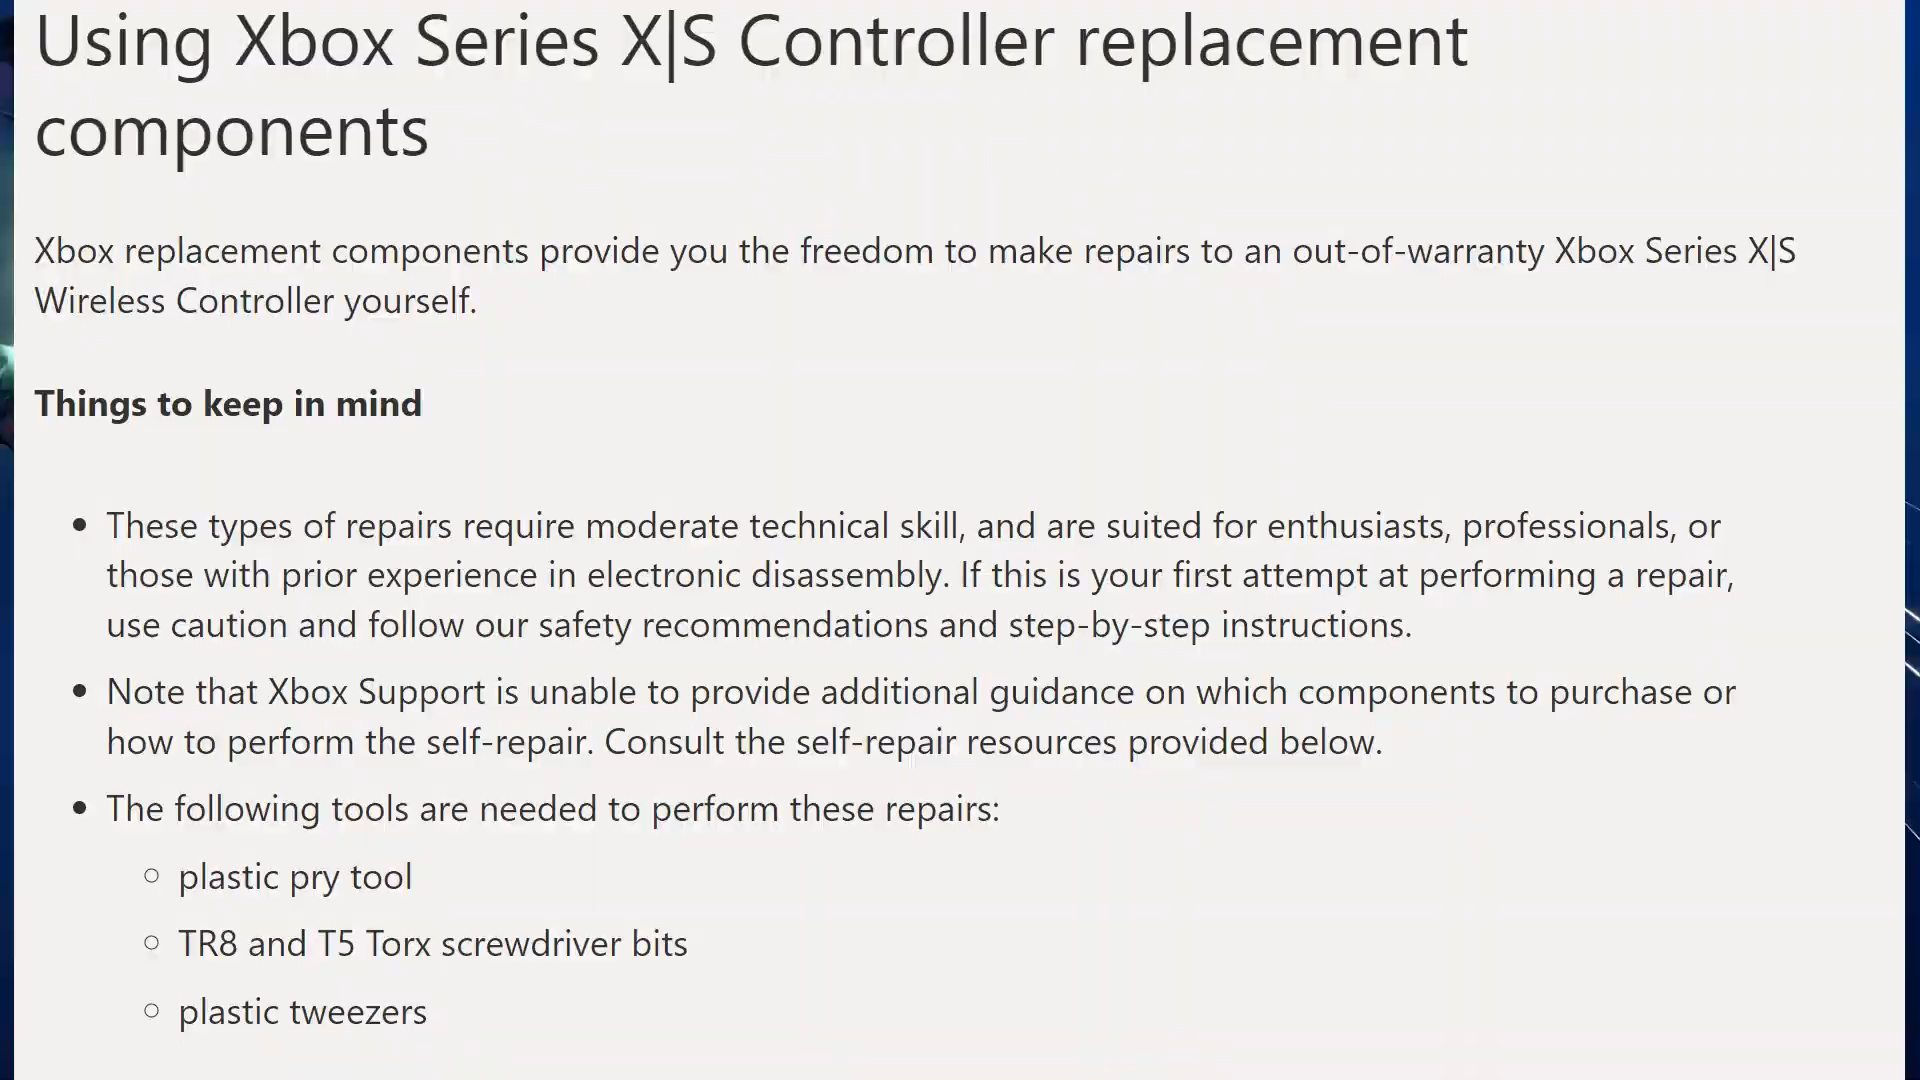 Using Xbox Series X|S Controller replacement
components
Xbox replacement components provide you the freedom to make repairs to an out-of-warranty Xbox Series X|S
Wireless Controller yourself.
Things to keep in mind
• These types of repairs require moderate technical skill, and are suited for enthusiasts, professionals, or
those with prior experience in electronic disassembly. If this is your first attempt at performing a repair,
use caution and follow our safety recommendations and step-by-step instructions.
• Note that Xbox Support is unable to provide additional guidance on which components to purchase or
how to perform the self-repair. Consult the self-repair resources provided below.
• The following tools are needed to perform these repairs:
○ plastic pry tool
○ TR8 and T5 Torx screwdriver bits
○ plastic tweezers